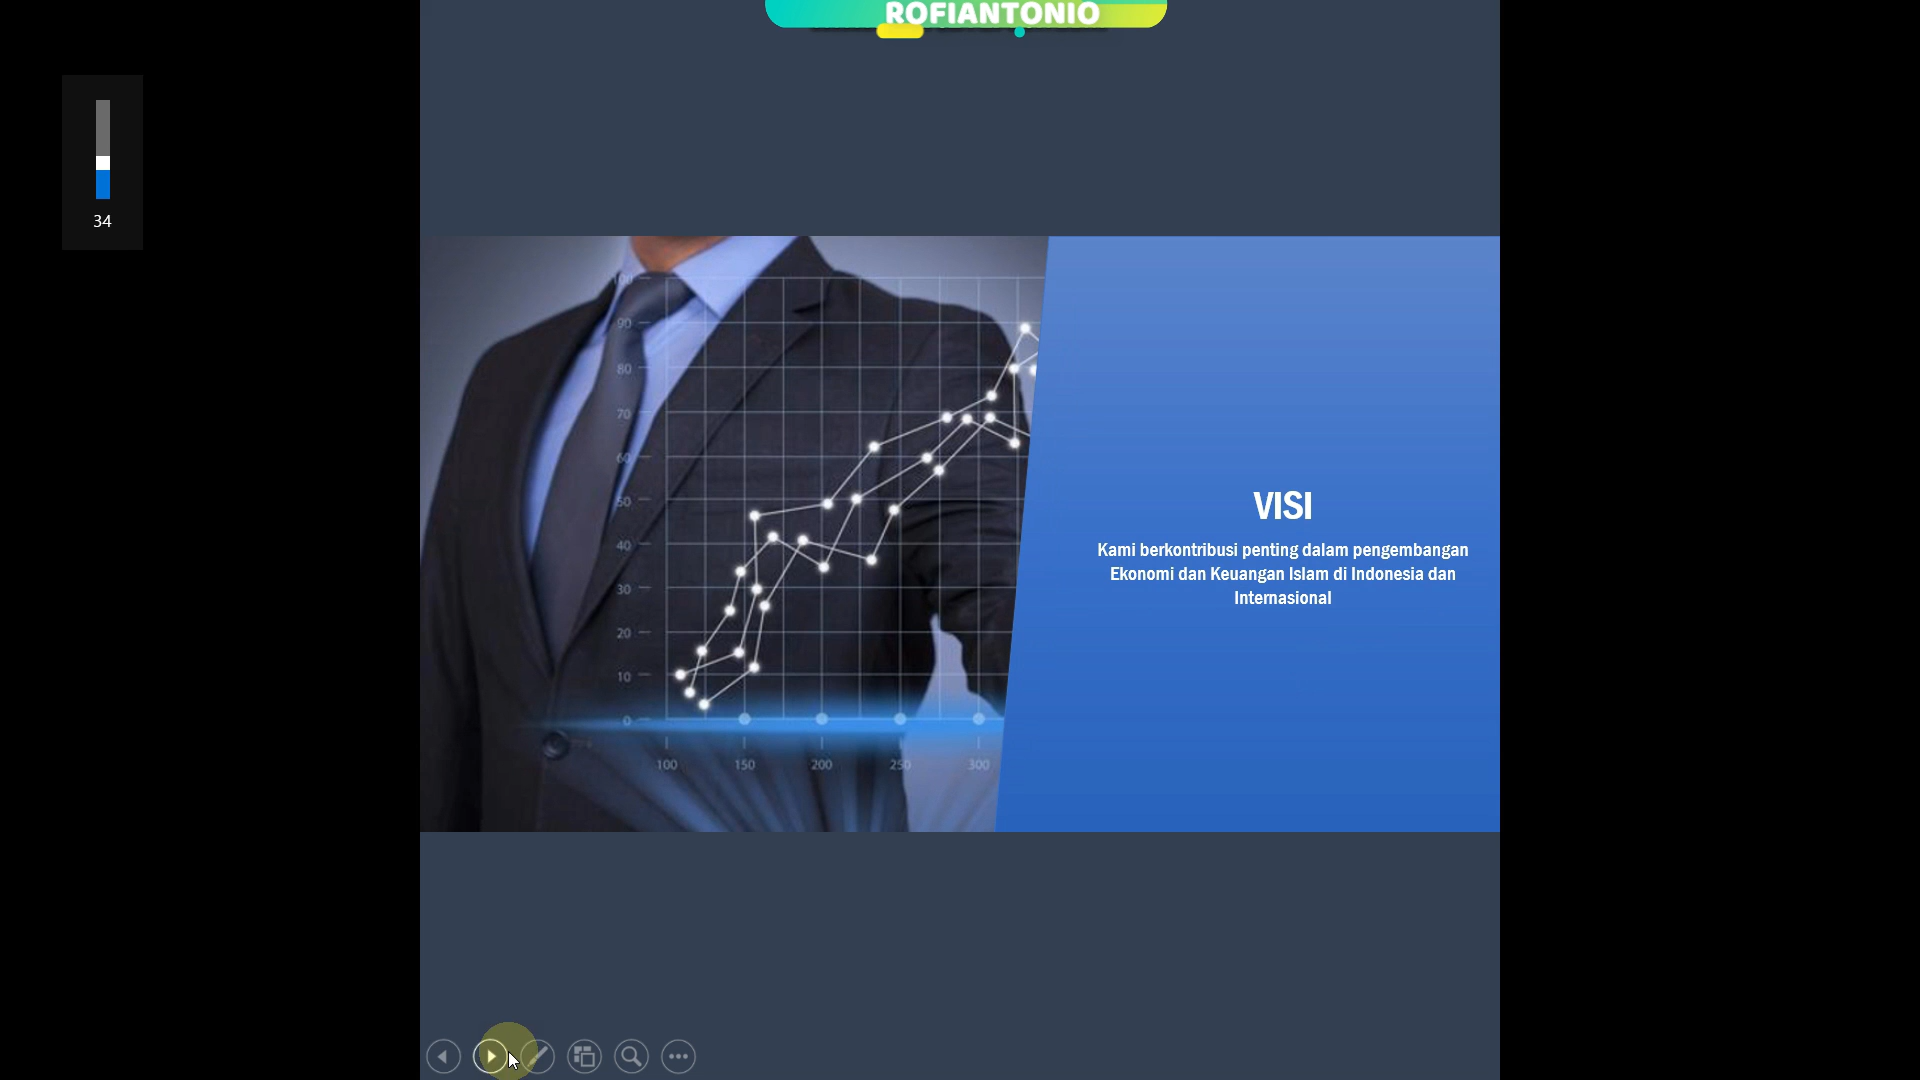 ROFIANTONIO
34
100
90
80
70
60
50
40
30
20
10
0
100 150 200 250 300
VISI
Kami berkontribusi penting dalam pengembangan
Ekonomi dan Keuangan Islam di Indonesia dan
Internasional